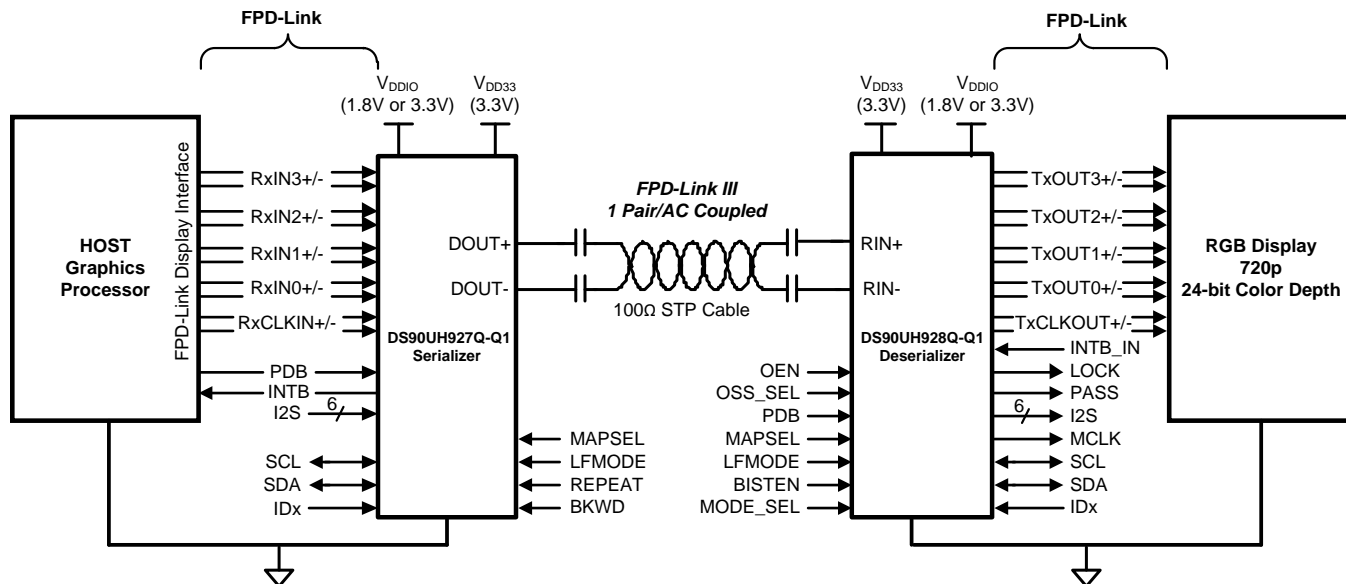 FPD-Link
FPD-Link
VDDIO
(1.8V or 3.3V)
VDD33
(3.3V)
VDD33
(3.3V)
VDDIO
(1.8V or 3.3V)
HOST
Graphics
Processor
FPD-Link Display Interface
RxIN3+/-
RxIN2+/-
RxIN1+/-
RxIN0+/-
RxCLKIN+/-
PDB
INTB
I2S
6
SCL
SDA
IDx
DOUT+
DOUT-
DS90UH927Q-Q1
Serializer
MAPSEL
LFMODE
REPEAT
BKWD
FPD-Link III
1 Pair/AC Coupled
100Ω STP Cable
RIN+
RIN-
DS90UH928Q-Q1
Deserializer
OEN
OSS_SEL
PDB
MAPSEL
LFMODE
BISTEN
MODE_SEL
TxOUT3+/-
TxOUT2+/-
TxOUT1+/-
TxOUT0+/-
TxCLKOUT+/-
INTB_IN
LOCK
PASS
6
I2S
MCLK
SCL
SDA
IDx
RGB Display
720p
24-bit Color Depth